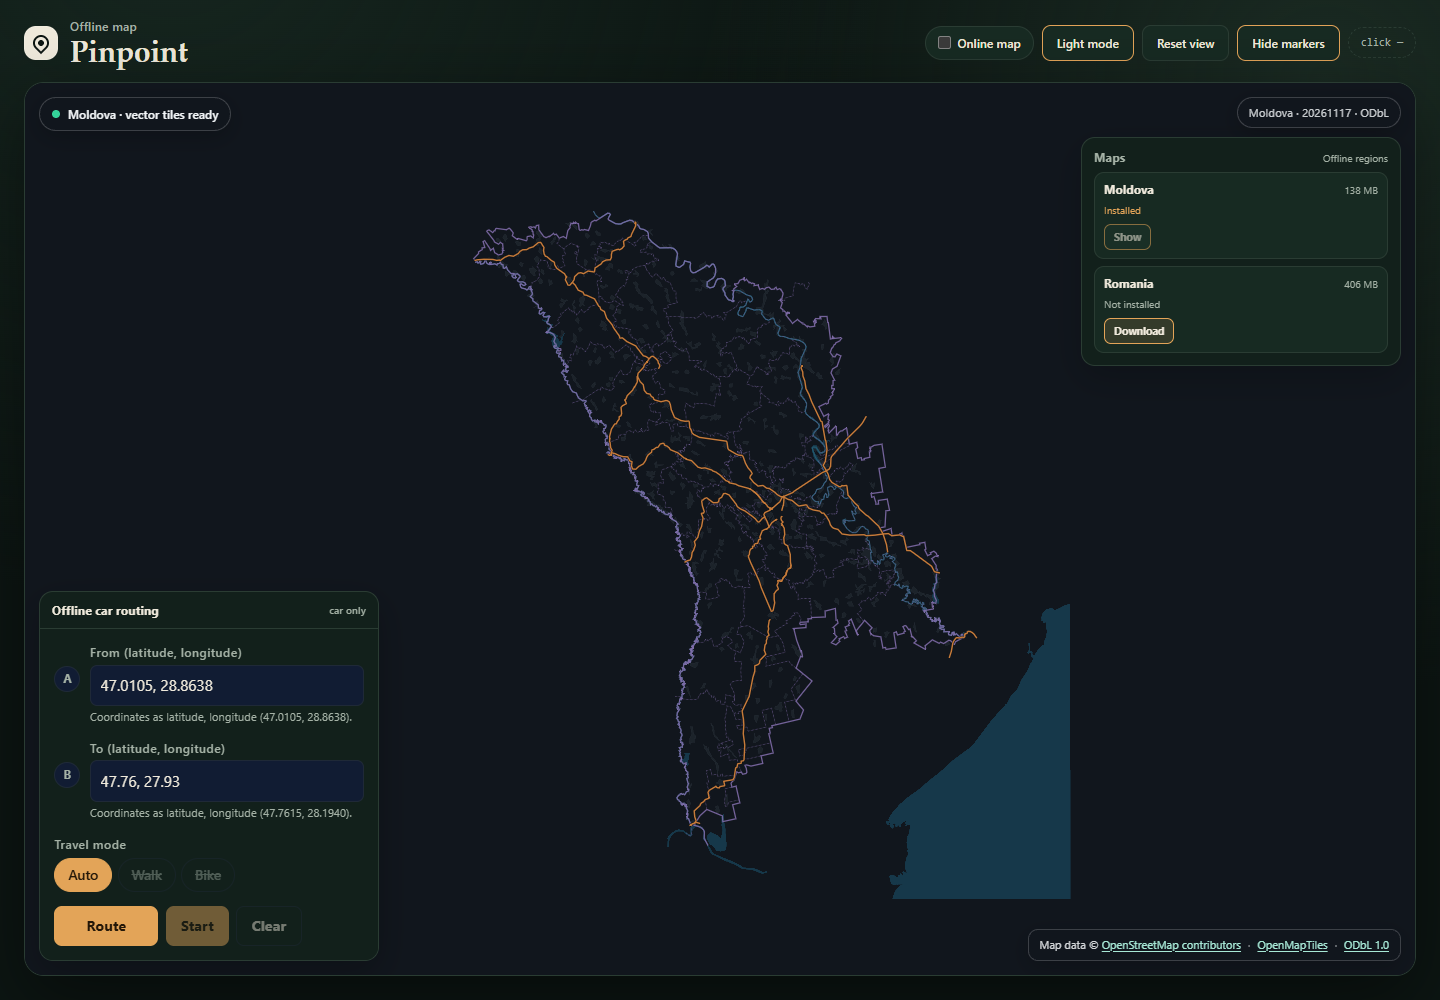 Offline map
Pinpoint
Online map
Light mode
Reset view
Hide markers
click —
Moldova · vector tiles ready
Moldova · 20261117 · ODbL
Maps
Offline regions
Moldova
138 MB
Installed
Show
Romania
406 MB
Not installed
Download
Offline car routing
car only
From (latitude, longitude)
A
47.0105, 28.8638
Coordinates as latitude, longitude (47.0105, 28.8638).
To (latitude, longitude)
B
47.76, 27.93
Coordinates as latitude, longitude (47.7615, 28.1940).
Travel mode
Auto
Walk
Bike
Route
Start
Clear
Map data © OpenStreetMap contributors · OpenMapTiles · ODbL 1.0